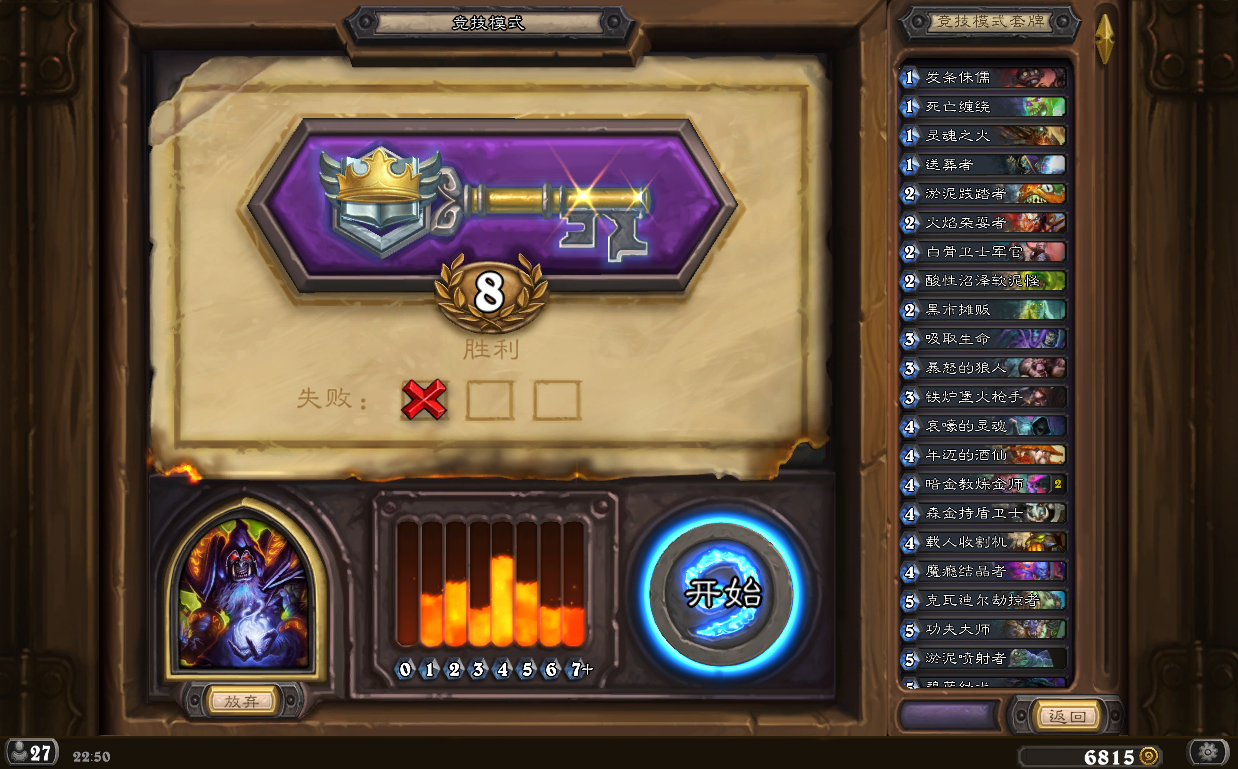 竞技模式
竞技模式套牌
8
胜利
失败：
0 1 2 3 4 5 6 7+
开始
放弃
1 发条侏儒
1 死亡缠绕
1 灵魂之火
1 送葬者
2 淤泥践踏者
2 火焰杂耍者
2 白骨卫士军官
2 酸性沼泽软泥怪
2 黑市摊贩
3 吸取生命
3 暴怒的狼人
3 铁炉堡火枪手
4 哀嚎的灵魂
4 牛迈的酒仙
4 暗金教炼金师 2
4 森金持盾卫士
4 载人收割机
4 魔瘾结晶者
5 克瓦迪尔劫掠者
5 功夫大师
5 淤泥喷射者
5
返回
27
22:50
6815